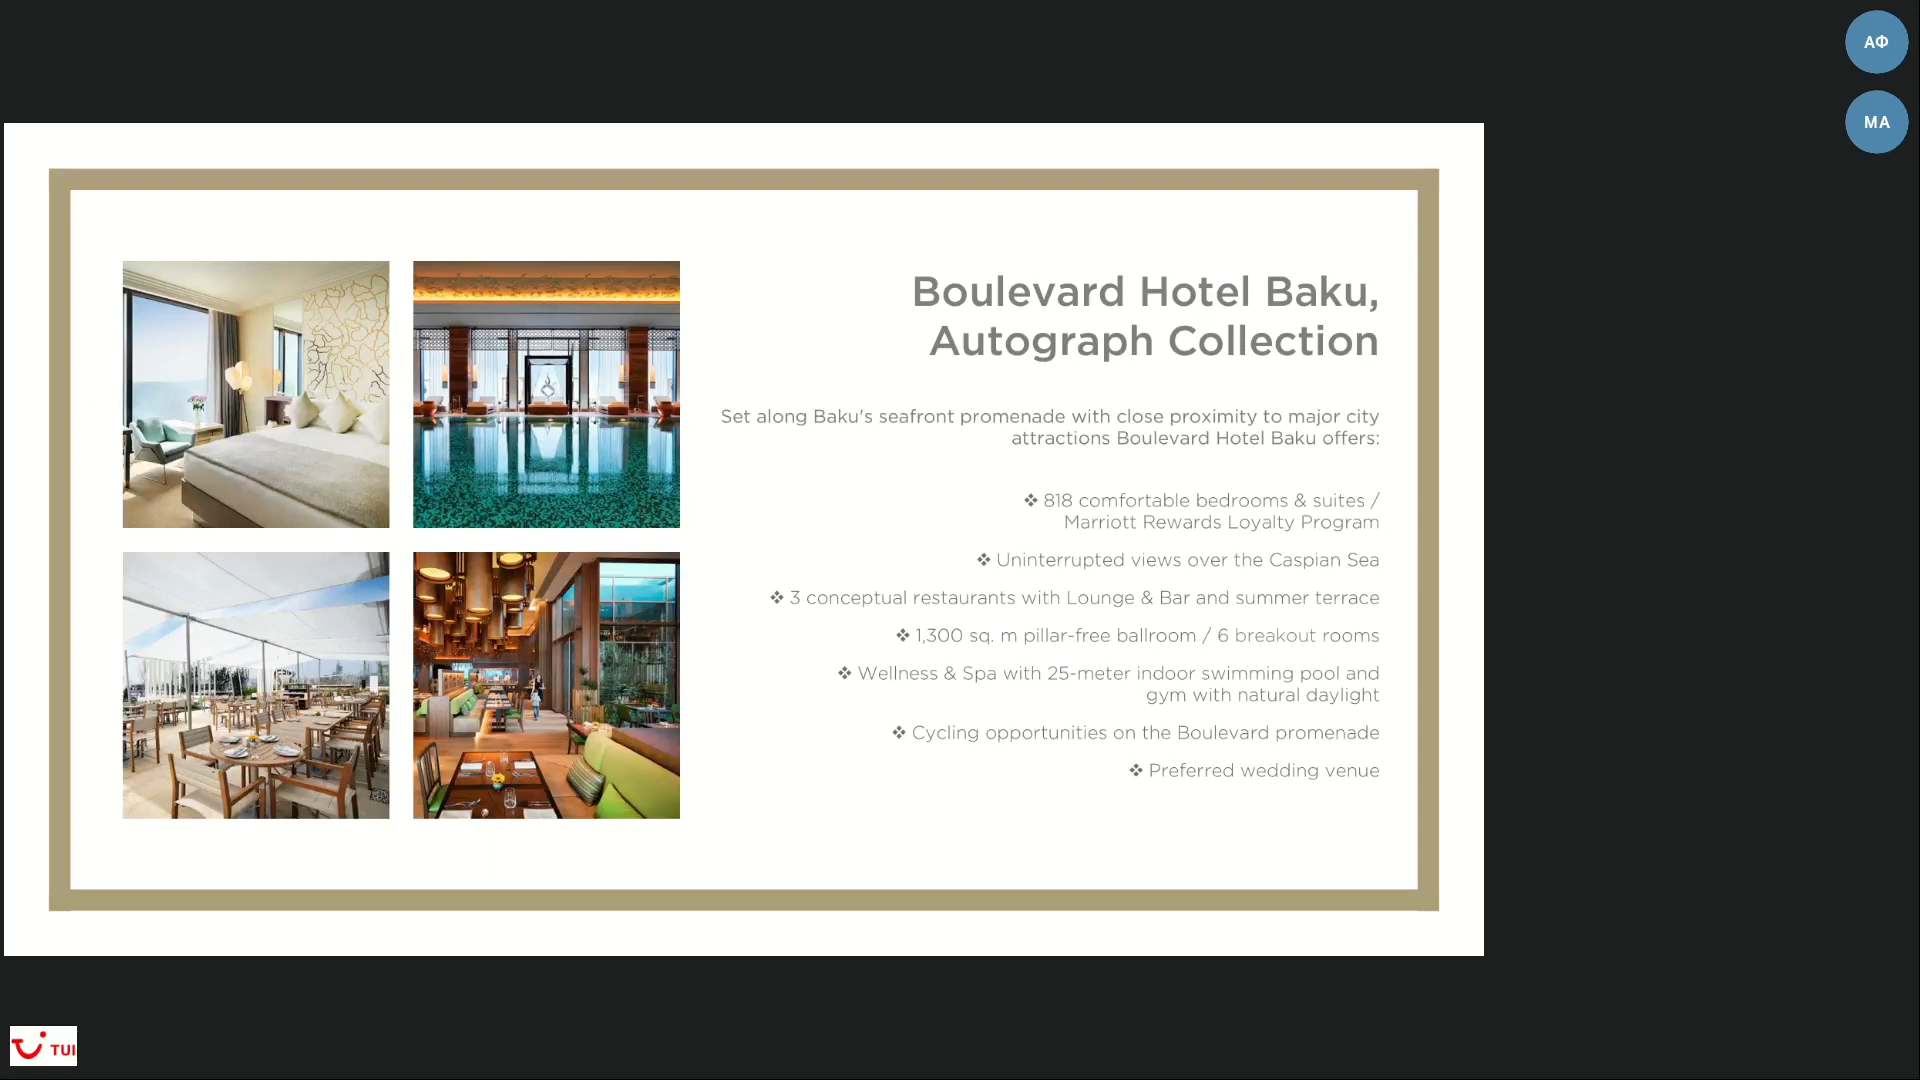 АФ
МА
Boulevard Hotel Baku,
Autograph Collection
Set along Baku's seafront promenade with close proximity to major city
attractions Boulevard Hotel Baku offers:
❖ 818 comfortable bedrooms & suites /
Marriott Rewards Loyalty Program
❖ Uninterrupted views over the Caspian Sea
❖ 3 conceptual restaurants with Lounge & Bar and summer terrace
❖ 1,300 sq. m pillar-free ballroom / 6 breakout rooms
❖ Wellness & Spa with 25-meter indoor swimming pool and
gym with natural daylight
❖ Cycling opportunities on the Boulevard promenade
❖ Preferred wedding venue
TUI